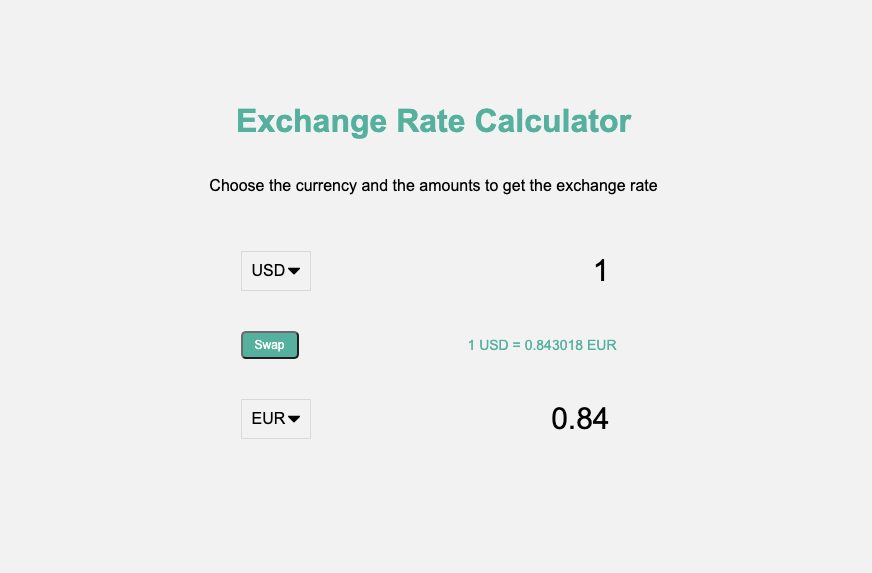 Exchange Rate Calculator
Choose the currency and the amounts to get the exchange rate
USD 1
Swap 1 USD = 0.843018 EUR
EUR 0.84